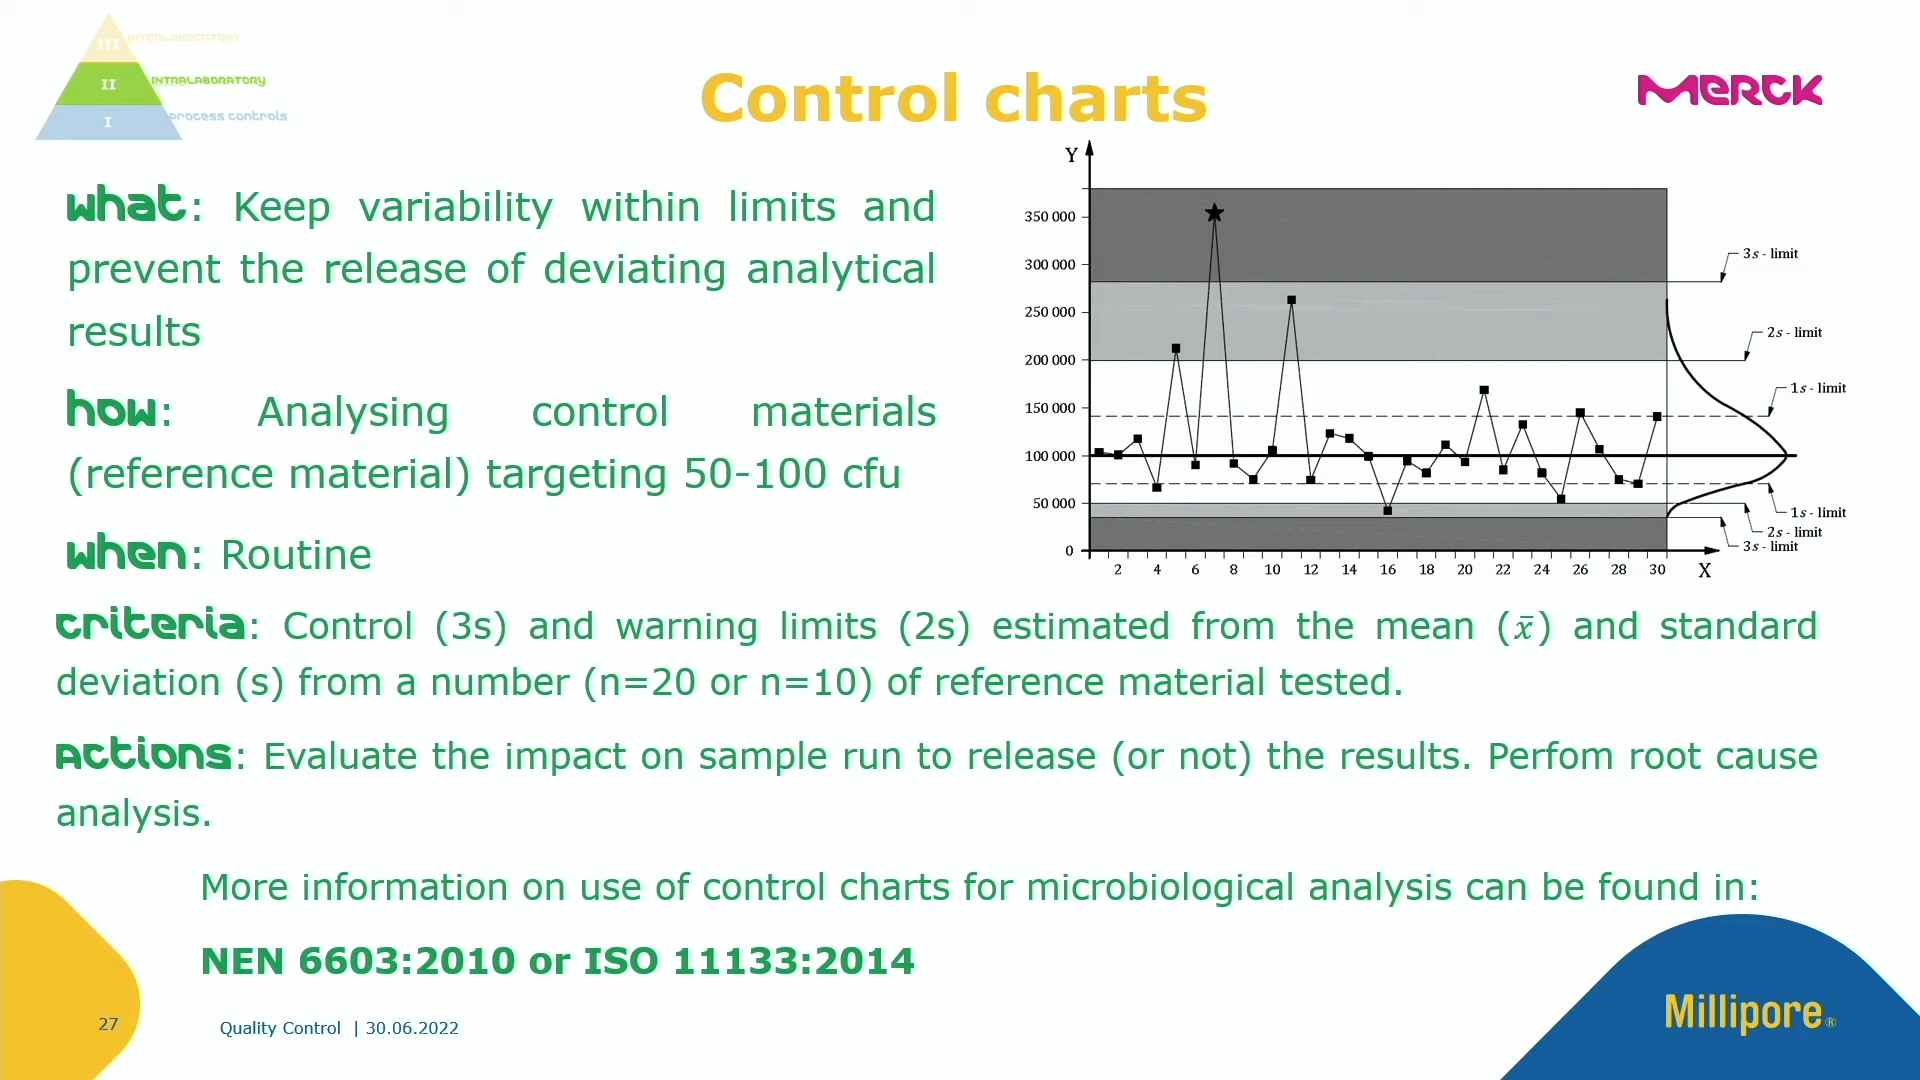 III INTERLABORATORY
II INTRALABORATORY
I process controls
Control charts
MERCK
what: Keep variability within limits and
prevent the release of deviating analytical
results
how: Analysing control materials
(reference material) targeting 50-100 cfu
when: Routine
Y
350 000
300 000
250 000
200 000
150 000
100 000
50 000
0
2 4 6 8 10 12 14 16 18 20 22 24 26 28 30
X
3s - limit
2s - limit
1s - limit
1s - limit
2s - limit
3s - limit
criteria: Control (3s) and warning limits (2s) estimated from the mean (x̄) and standard
deviation (s) from a number (n=20 or n=10) of reference material tested.
Actions: Evaluate the impact on sample run to release (or not) the results. Perfom root cause
analysis.
More information on use of control charts for microbiological analysis can be found in:
NEN 6603:2010 or ISO 11133:2014
27
Quality Control | 30.06.2022
Millipore®